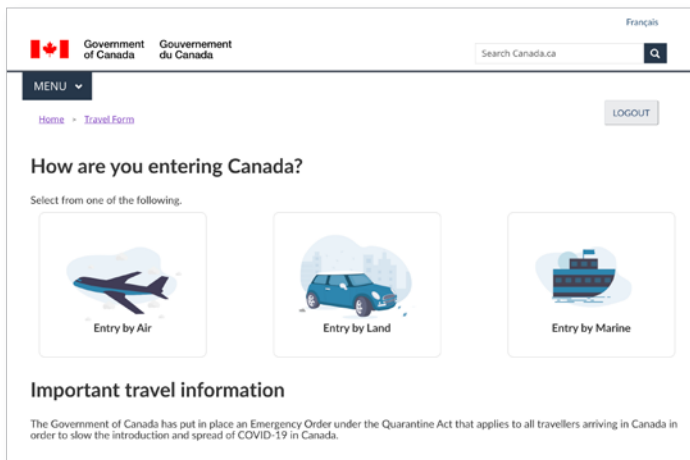 Français
Government of Canada
Gouvernement du Canada
Search Canada.ca
MENU
LOGOUT
Home > Travel Form
How are you entering Canada?
Select from one of the following.
Entry by Air
Entry by Land
Entry by Marine
Important travel information
The Government of Canada has put in place an Emergency Order under the Quarantine Act that applies to all travellers arriving in Canada in
order to slow the introduction and spread of COVID-19 in Canada.